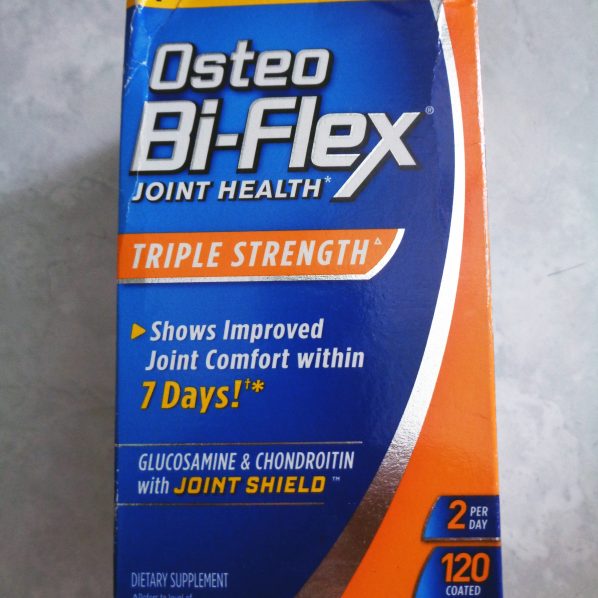 Osteo
Bi-Flex®
JOINT HEALTH*
TRIPLE STRENGTH△
Shows Improved
Joint Comfort within
7 Days!†*
GLUCOSAMINE & CHONDROITIN
with JOINT SHIELD™
2 PER
DAY
120
COATED
DIETARY SUPPLEMENT